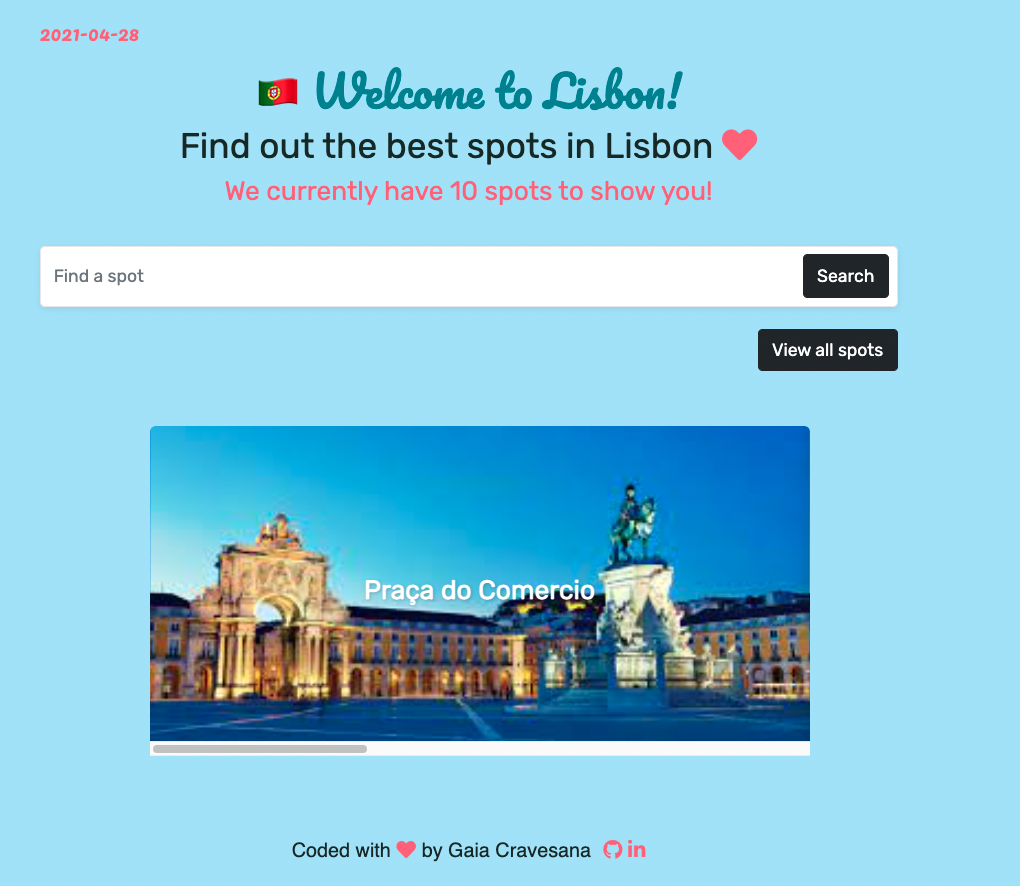 2021-04-28
Welcome to Lisbon!
Find out the best spots in Lisbon
We currently have 10 spots to show you!
Find a spot
Search
View all spots
Praça do Comercio
Coded with by Gaia Cravesana in